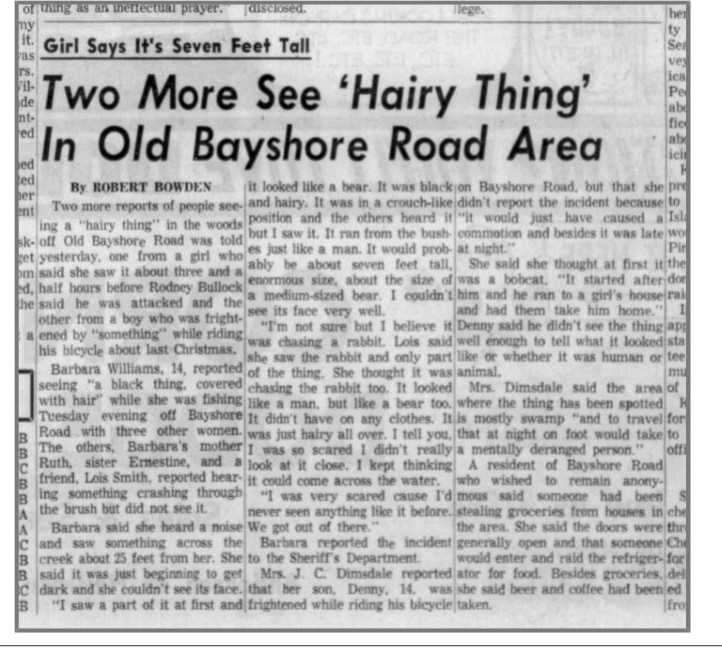 thing as an ineffectual prayer."
disclosed.
lege.
Girl Says It's Seven Feet Tall
Two More See 'Hairy Thing'
In Old Bayshore Road Area
By ROBERT BOWDEN
Two more reports of people see-
ing a "hairy thing" in the woods
off Old Bayshore Road was told
yesterday, one from a girl who
said she saw it about three and a
half hours before Rodney Bullock
said he was attacked and the
other from a boy who was fright-
ened by "something" while riding
his bicycle about last Christmas.
Barbara Williams, 14, reported
seeing "a black thing, covered
with hair" while she was fishing
Tuesday evening off Bayshore
Road with three other women.
The others, Barbara's mother
Ruth, sister Ernestine, and a
friend, Lois Smith, reported hear-
ing something crashing through
the brush but did not see it.
Barbara said she heard a noise
and saw something across the
creek about 25 feet from her. She
said it was just beginning to get
dark and she couldn't see its face.
"I saw a part of it at first and
it looked like a bear. It was black
and hairy. It was in a crouch-like
position and the others heard it
but I saw it. It ran from the bush-
es just like a man. It would prob-
ably be about seven feet tall,
enormous size, about the size of
a medium-sized bear. I couldn't
see its face very well.
"I'm not sure but I believe it
was chasing a rabbit. Lois said
she saw the rabbit and only part
of the thing. She thought it was
chasing the rabbit too. It looked
like a man, but like a bear too.
It didn't have on any clothes. It
was just hairy all over. I tell you,
I was so scared I didn't really
look at it close. I kept thinking
it could come across the water.
"I was very scared cause I'd
never seen anything like it before.
We got out of there."
Barbara reported the incident
to the Sheriff's Department.
Mrs. J. C. Dimsdale reported
that her son, Denny, 14, was
frightened while riding his bicycle
on Bayshore Road, but that she
didn't report the incident because
"it would just have caused a
commotion and besides it was late
at night."
She said she thought at first it
was a bobcat. "It started after
him and he ran to a girl's house
and had them take him home."
Denny said he didn't see the thing
well enough to tell what it looked
like or whether it was human or
animal.
Mrs. Dimsdale said the area
where the thing has been spotted
is mostly swamp "and to travel
that at night on foot would take
a mentally deranged person."
A resident of Bayshore Road
who wished to remain anony-
mous said someone had been
stealing groceries from houses in
the area. She said the doors were
generally open and that someone
would enter and raid the refriger-
ator for food. Besides groceries,
she said beer and coffee had been
taken.